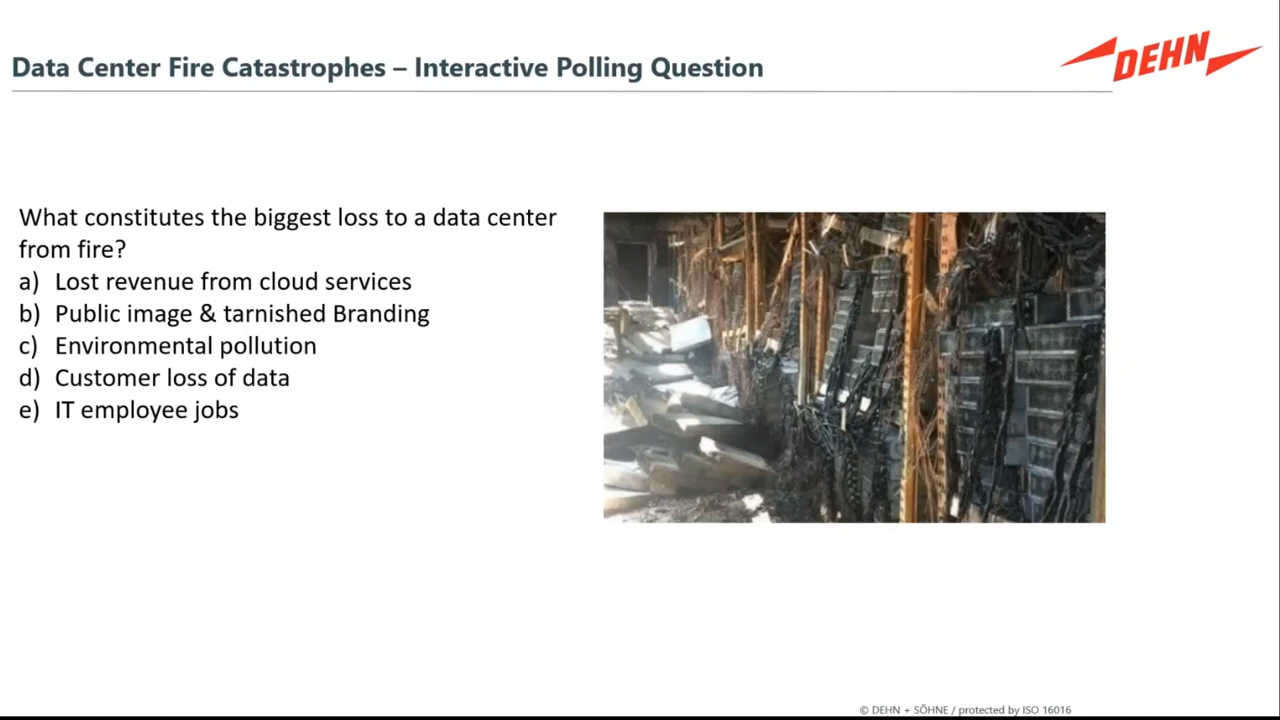 Data Center Fire Catastrophes – Interactive Polling Question
DEHN
What constitutes the biggest loss to a data center
from fire?
a) Lost revenue from cloud services
b) Public image & tarnished Branding
c) Environmental pollution
d) Customer loss of data
e) IT employee jobs
© DEHN + SÖHNE / protected by ISO 16016